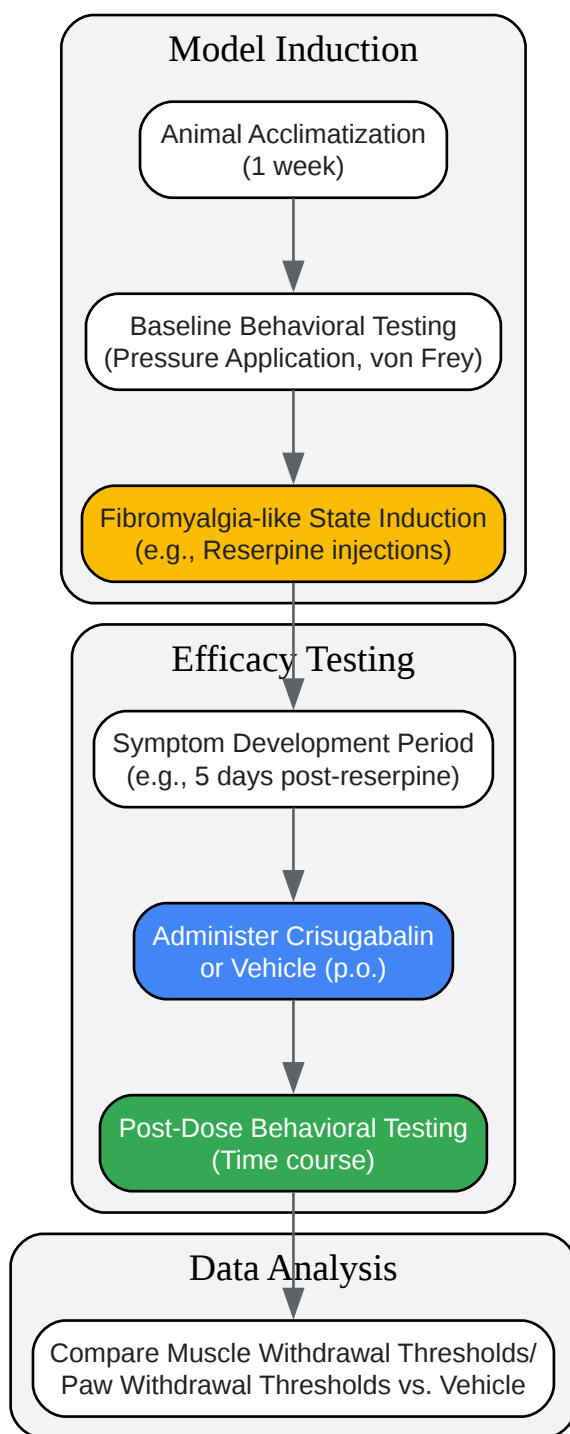 Model Induction
Animal Acclimatization
(1 week)
Baseline Behavioral Testing
(Pressure Application, von Frey)
Fibromyalgia-like State Induction
(e.g., Reserpine injections)
Efficacy Testing
Symptom Development Period
(e.g., 5 days post-reserpine)
Administer Crisugabalin
or Vehicle (p.o.)
Post-Dose Behavioral Testing
(Time course)
Data Analysis
Compare Muscle Withdrawal Thresholds/
Paw Withdrawal Thresholds vs. Vehicle